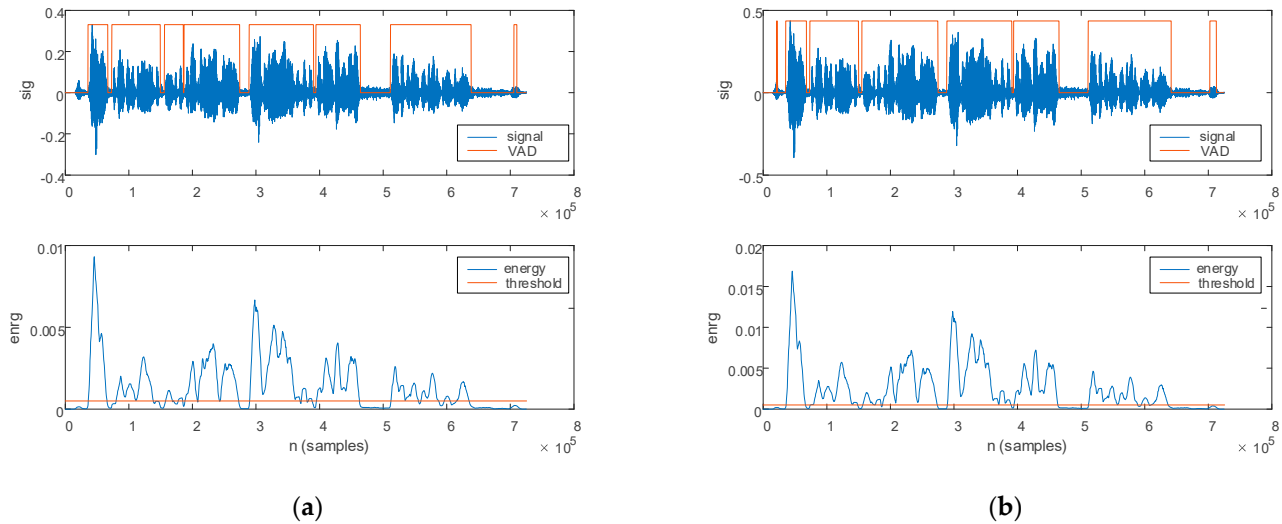 0.4
0.2
0
-0.2
-0.4
sig
signal
VAD
0 1 2 3 4 5 6 7 8
× 10^5
0.01
0.005
0
enrg
energy
threshold
0 1 2 3 4 5 6 7 8
n (samples)
× 10^5
(a)
0.5
0
-0.5
sig
signal
VAD
0 1 2 3 4 5 6 7 8
× 10^5
0.02
0.015
0.01
0.005
0
enrg
energy
threshold
0 1 2 3 4 5 6 7 8
n (samples)
× 10^5
(b)